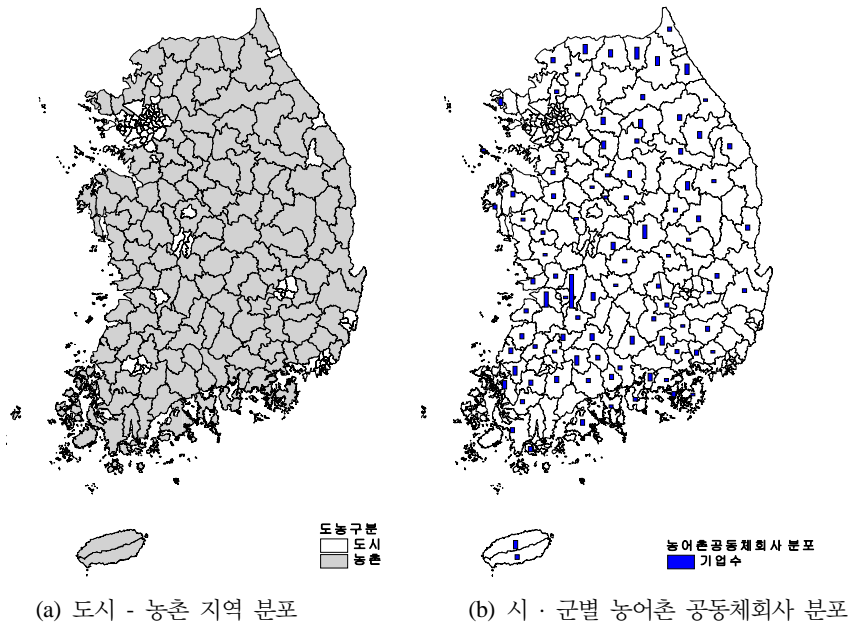 도농구분
도시
농촌
농어촌공동체회사 분포
기업수
(a) 도시 - 농촌 지역 분포
(b) 시 · 군별 농어촌 공동체회사 분포